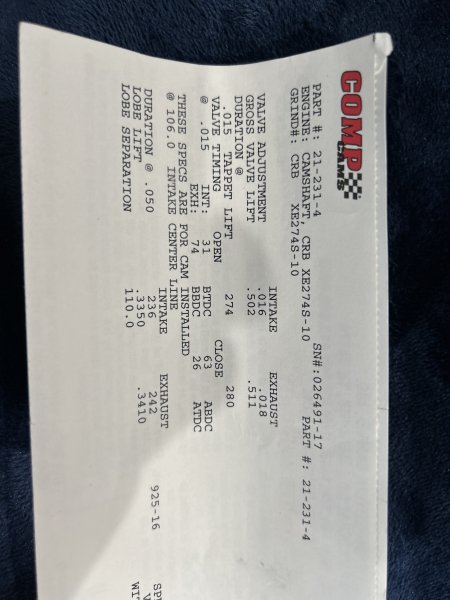 COMP
CAMS
PART #: 21-231-4 SN#:026491-17 PART #: 21-231-4
ENGINE: CAMSHAFT, CRB XE274S-10
GRIND#: CRB XE274S-10
INTAKE EXHAUST
VALVE ADJUSTMENT .016 .018
GROSS VALVE LIFT .502 .511
DURATION @
.015 TAPPET LIFT 274 280
VALVE TIMING OPEN CLOSE
@ .015 INT: 31 BTDC 63 ABDC
EXH: 74 BBDC 26 ATDC
THESE SPECS ARE FOR CAM INSTALLED
@ 106.0 INTAKE CENTER LINE
INTAKE EXHAUST
DURATION @ .050 236 242
LOBE LIFT .3350 .3410
LOBE SEPARATION 110.0
925-16